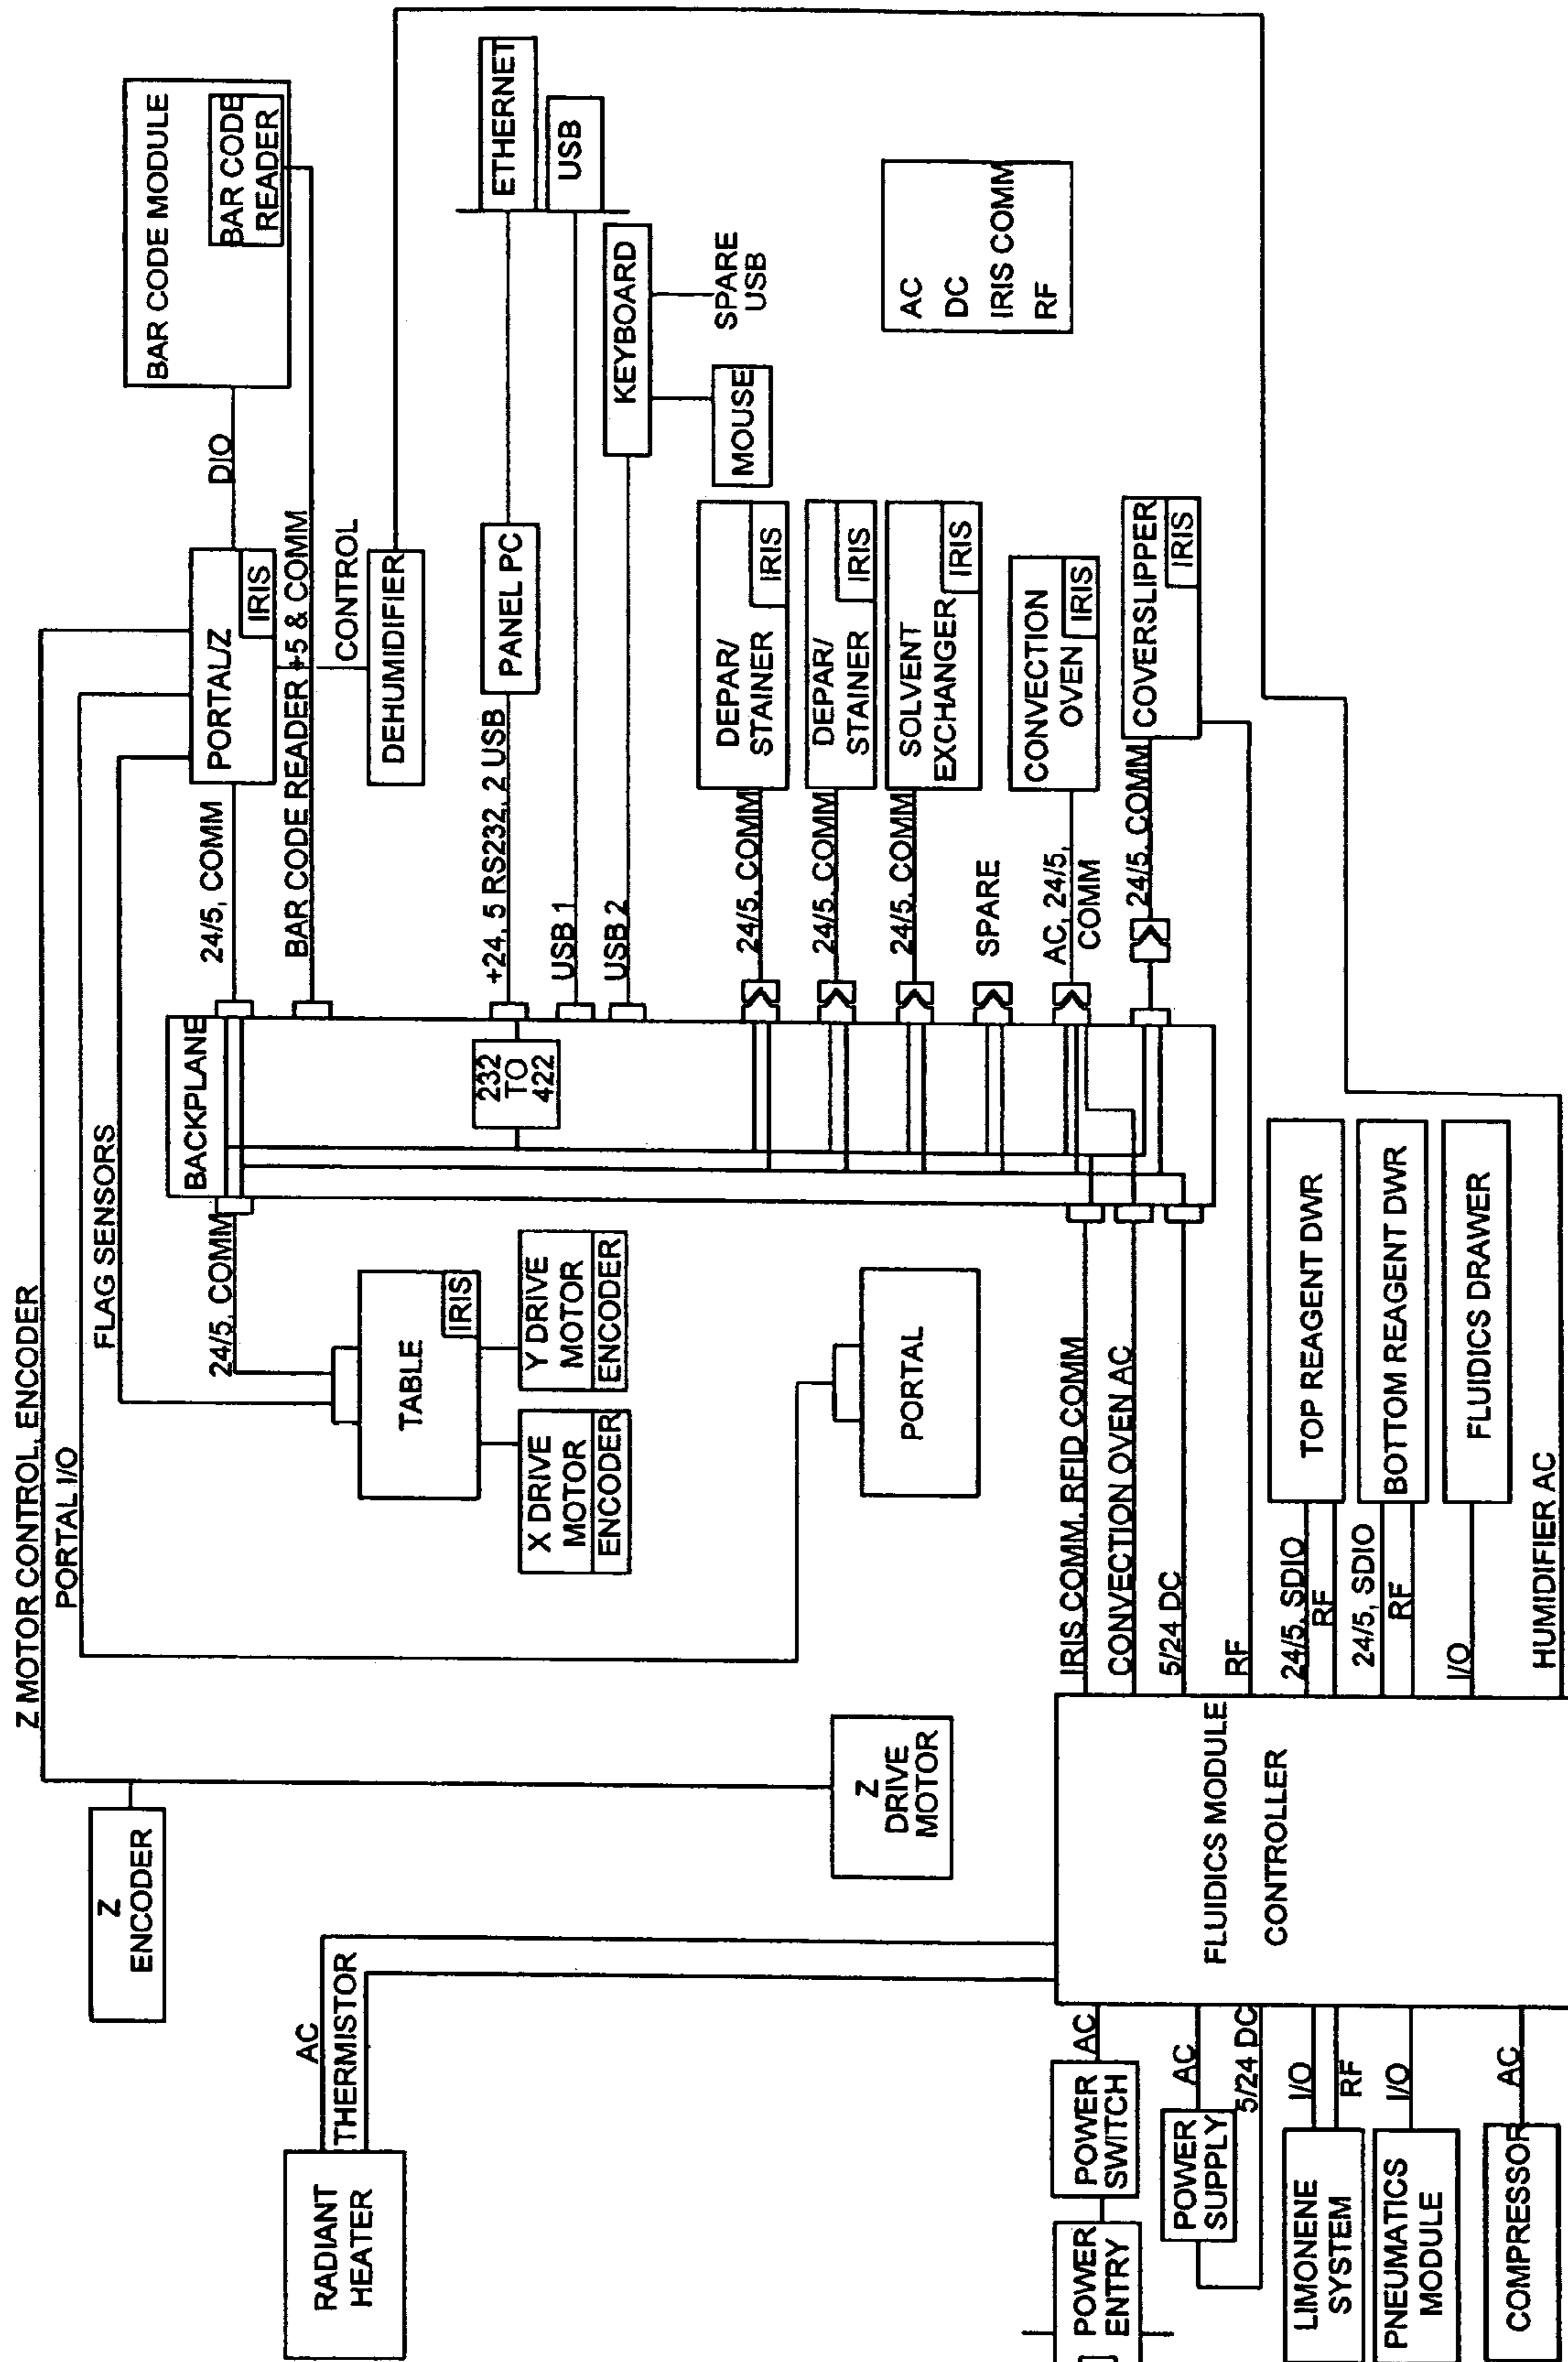 Z MOTOR CONTROL, ENCODER
PORTAL I/O
FLAG SENSORS
Z
ENCODER
RADIANT
HEATER
AC
THERMISTOR
Z
DRIVE
MOTOR
24/5, COMM
TABLE
IRIS
X DRIVE
MOTOR
ENCODER
Y DRIVE
MOTOR
ENCODER
PORTAL
BACKPLANE
232
TO
422
24/5, COMM
PORTAL/Z
IRIS
DIO
BAR CODE MODULE
BAR CODE
READER
BAR CODE READER +5 & COMM
CONTROL
DEHUMIDIFIER
+24, 5 RS232, 2 USB
PANEL PC
ETHERNET
USB 1
USB
USB 2
KEYBOARD
MOUSE
SPARE
USB
24/5, COMM
DEPAR/
STAINER
IRIS
24/5, COMM
DEPAR/
STAINER
IRIS
24/5, COMM
SOLVENT
EXCHANGER
IRIS
SPARE
AC, 24/5,
COMM
CONVECTION
OVEN
IRIS
24/5, COMM
COVERSLIPPER
IRIS
AC
DC
IRIS COMM
RF
IRIS COMM, RFID COMM
CONVECTION OVEN AC
5/24 DC
RF
24/5, SDIO
RF
TOP REAGENT DWR
24/5, SDIO
RF
BOTTOM REAGENT DWR
I/O
FLUIDICS DRAWER
HUMIDIFIER AC
FLUIDICS MODULE
CONTROLLER
POWER
ENTRY
POWER
SWITCH
AC
POWER
SUPPLY
AC
5/24 DC
LIMONENE
SYSTEM
I/O
RF
PNEUMATICS
MODULE
I/O
COMPRESSOR
AC